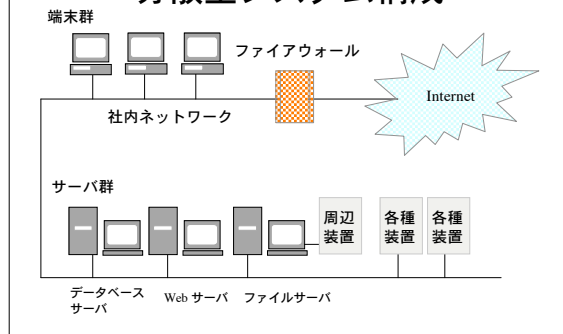 端末群
ファイアウォール
Internet
社内ネットワーク
サーバ群
周辺
装置
各種
装置
各種
装置
データベース
サーバ
Web サーバ
ファイルサーバ